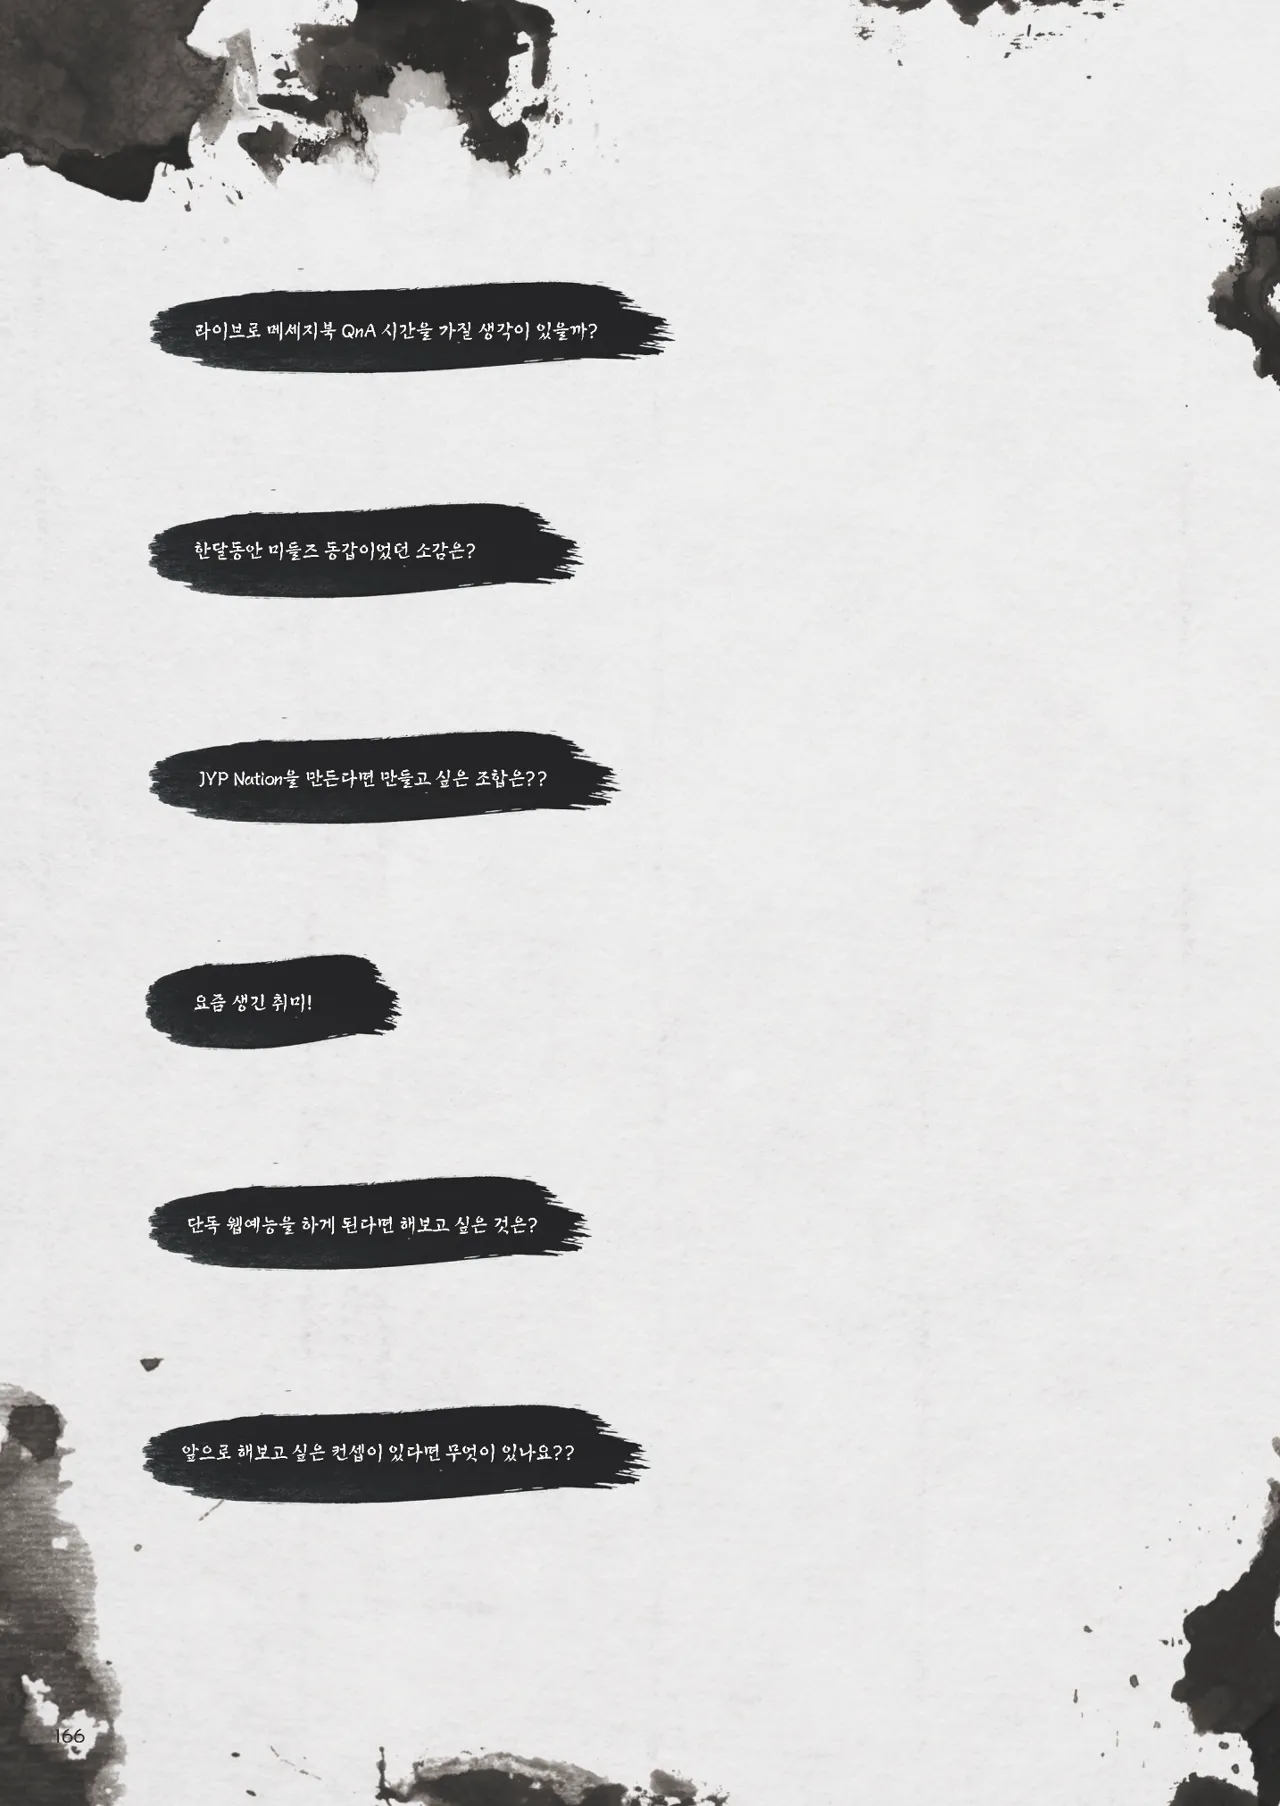 라이브로 메세지북 QnA 시간을 가질 생각이 있을까?
한달동안 미들즈 동갑이었던 소감은?
JYP Nation을 만든다면 만들고 싶은 조합은??
요즘 생긴 취미!
단독 웹예능을 하게 된다면 해보고 싶은 것은?
앞으로 해보고 싶은 컨셉이 있다면 무엇이 있나요??
166